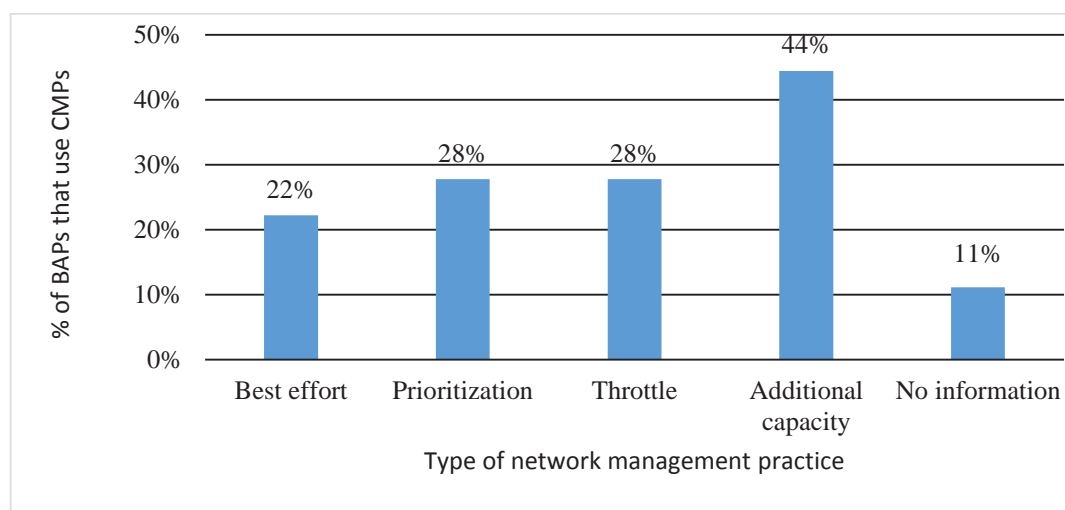 50%
40%
30%
20%
10%
0%
% of BAPs that use CMPs
22%
28%
28%
44%
11%
Best effort
Prioritization
Throttle
Additional
capacity
No information
Type of network management practice